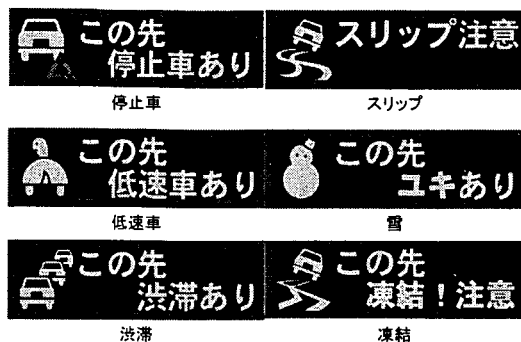 この先
停止車あり
スリップ注意
停止車
スリップ
この先
低速車あり
この先
ユキあり
低速車
雪
この先
渋滞あり
この先
凍結！注意
渋滞
凍結